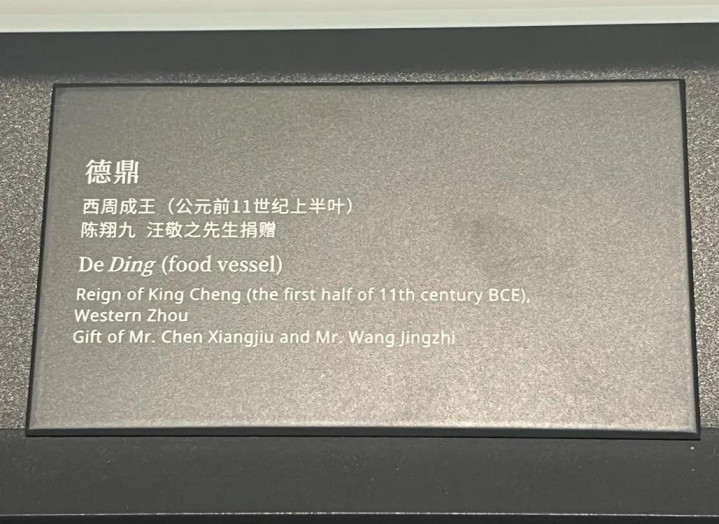 德鼎
西周成王（公元前11世纪上半叶）
陈翔九 汪敬之先生捐赠
De Ding (food vessel)
Reign of King Cheng (the first half of 11th century BCE),
Western Zhou
Gift of Mr. Chen Xiangjiu and Mr. Wang Jingzhi